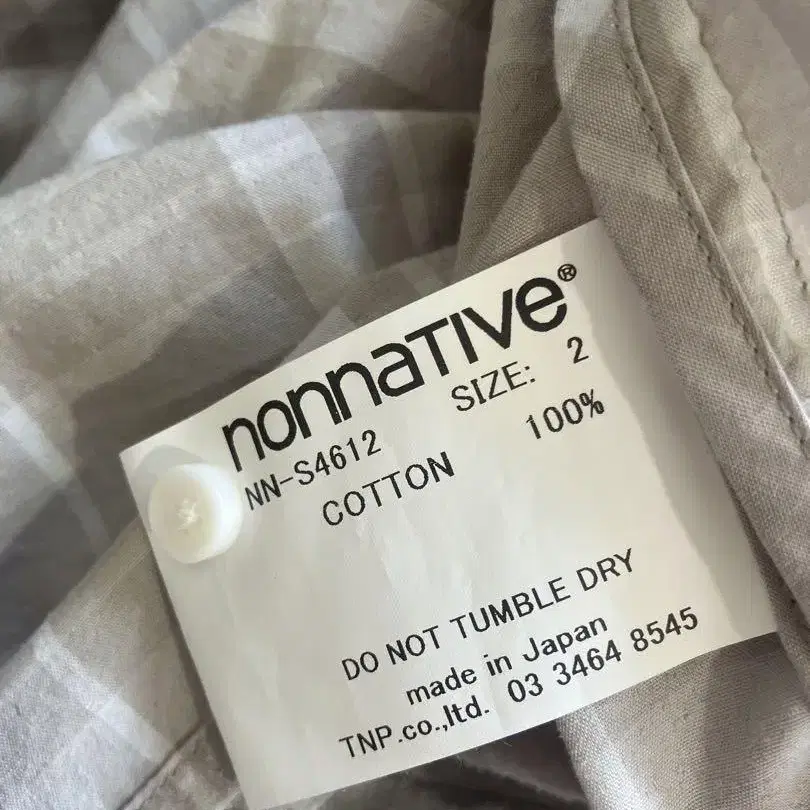 nonnative®
NN-S4612 SIZE: 2
COTTON 100%
DO NOT TUMBLE DRY
made in Japan
TNP.co.,ltd. 03 3464 8545